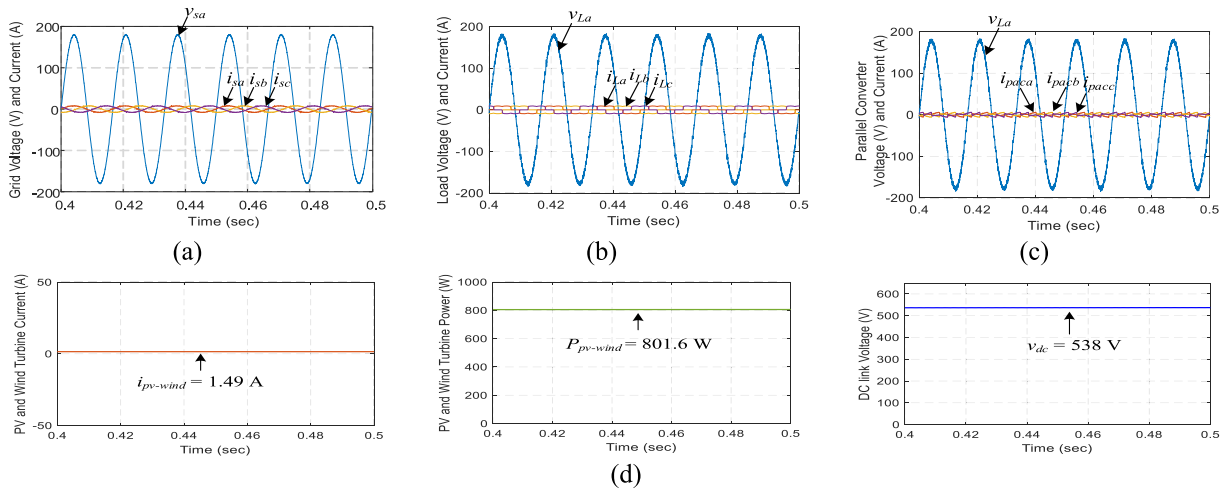 v_sa
Grid Voltage (V) and Current (A)
200
100
0
-100
-200
i_sa i_sb i_sc
0.4 0.42 0.44 0.46 0.48 0.5
Time (sec)
(a)
v_La
Load Voltage (V) and Current (A)
200
100
0
-100
-200
i_La i_Lb i_Lc
0.4 0.42 0.44 0.46 0.48 0.5
Time (sec)
(b)
v_La
Parallel Converter
Voltage (V) and Current (A)
200
100
0
-100
-200
i_paca i_pacb i_pacc
0.4 0.42 0.44 0.46 0.48 0.5
Time (sec)
(c)
PV and Wind Turbine Current (A)
50
0
-50
i_pv-wind = 1.49 A
0.4 0.42 0.44 0.46 0.48 0.5
Time (sec)
PV and Wind Turbine Power (W)
1000
800
600
400
200
0
P_pv-wind = 801.6 W
0.4 0.42 0.44 0.46 0.48 0.5
Time (sec)
DC link Voltage (V)
600
500
400
300
200
100
0
v_dc = 538 V
0.4 0.42 0.44 0.46 0.48 0.5
Time (sec)
(d)